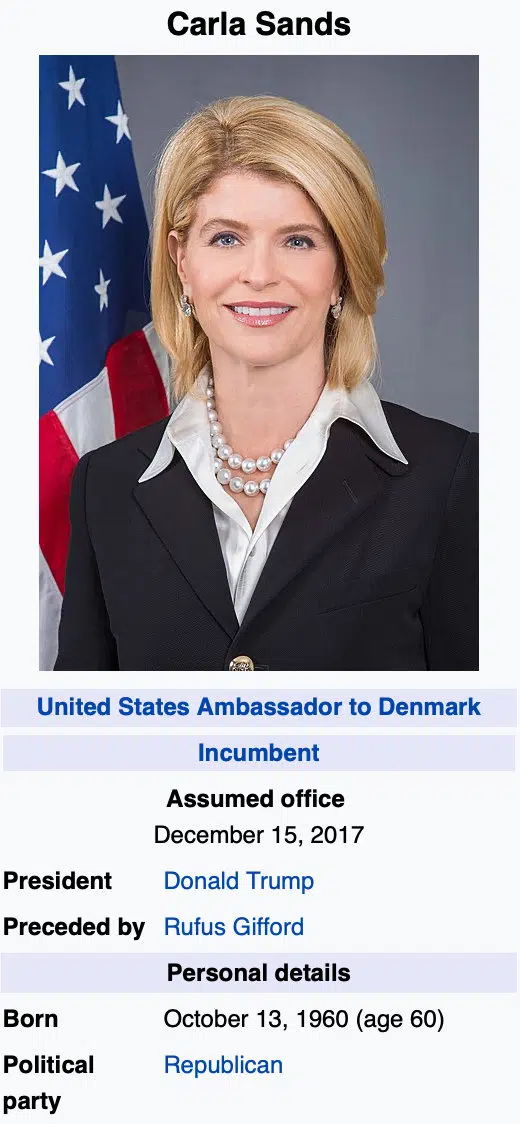 Carla Sands
United States Ambassador to Denmark
Incumbent
Assumed office
December 15, 2017
President Donald Trump
Preceded by Rufus Gifford
Personal details
Born October 13, 1960 (age 60)
Political Republican
party